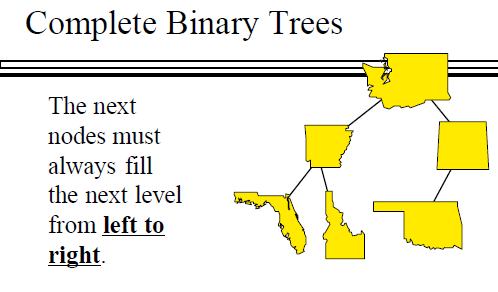 Complete Binary Trees
The next
nodes must
always fill
the next level
from left to
right.